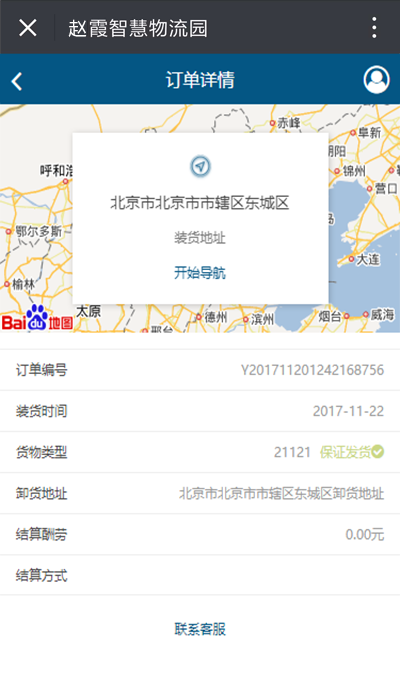 赵霞智慧物流园
订单详情
赤峰
阜新
朝阳
锦州
营口
呼和浩
鄂尔多斯
榆林
大连
太原
德州
滨州
烟台
威海
邢台
北京市北京市市辖区东城区
装货地址
开始导航
Bai du 地图
订单编号 Y201711201242168756
装货时间 2017-11-22
货物类型 21121 保证发货
卸货地址 北京市北京市市辖区东城区卸货地址
结算酬劳 0.00元
结算方式
联系客服